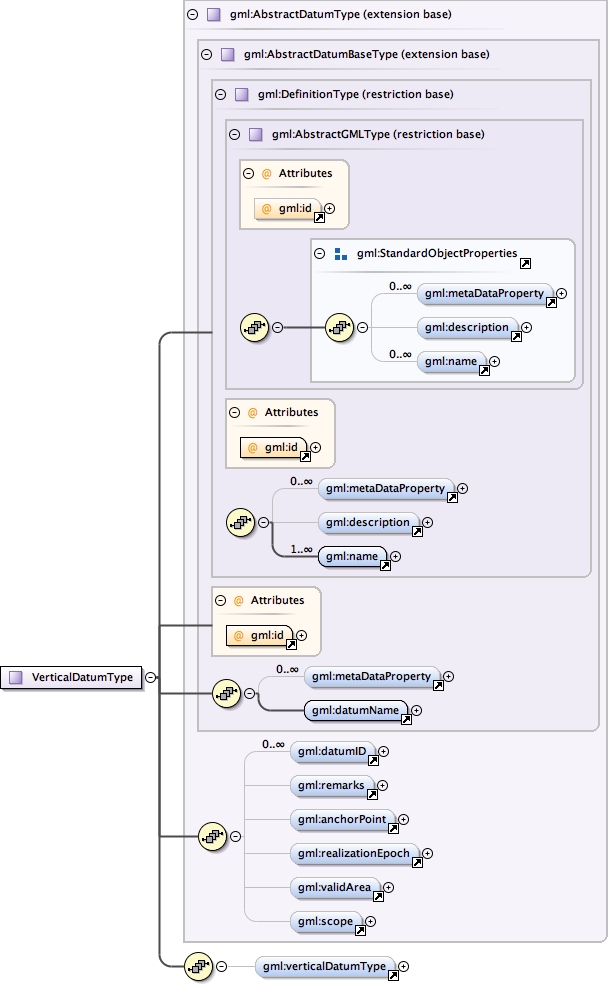 gml:AbstractDatumType (extension base)
gml:AbstractDatumBaseType (extension base)
gml:DefinitionType (restriction base)
gml:AbstractGMLType (restriction base)
@ Attributes
@ gml:id
gml:StandardObjectProperties
0..∞
gml:metaDataProperty
gml:description
0..∞
gml:name
@ Attributes
@ gml:id
0..∞
gml:metaDataProperty
gml:description
1..∞
gml:name
@ Attributes
@ gml:id
VerticalDatumType
0..∞
gml:metaDataProperty
gml:datumName
0..∞
gml:datumID
gml:remarks
gml:anchorPoint
gml:realizationEpoch
gml:validArea
gml:scope
gml:verticalDatumType